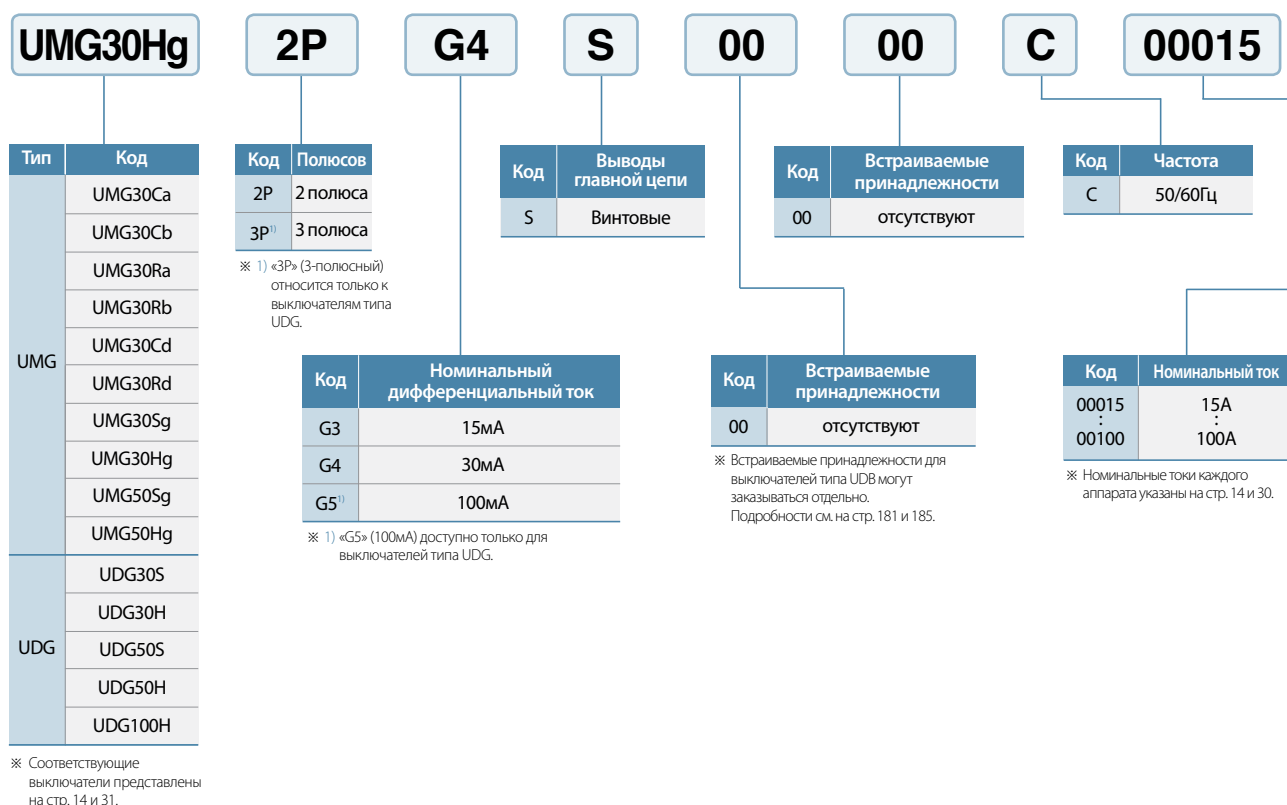 UMG30Hg 2P G4 S 00 00 C 00015
Тип Код
UMG
UMG30Ca
UMG30Cb
UMG30Ra
UMG30Rb
UMG30Cd
UMG30Rd
UMG30Sg
UMG30Hg
UMG50Sg
UMG50Hg
UDG
UDG30S
UDG30H
UDG50S
UDG50H
UDG100H
※ Соответствующие
выключатели представлены
на стр. 14 и 31.
Код Полюсов
2P 2 полюса
3P1) 3 полюса
※ 1) «3P» (3-полюсный)
относится только к
выключателям типа
UDG.
Код Номинальный
дифференциальный ток
G3 15мА
G4 30мА
G51) 100мА
※ 1) «G5» (100мА) доступно только для
выключателей типа UDG.
Код Выводы
главной цепи
S Винтовые
Код Встраиваемые
принадлежности
00 отсутствуют
Код Встраиваемые
принадлежности
00 отсутствуют
※ Встраиваемые принадлежности для
выключателей типа UDB могут
заказываться отдельно.
Подробности см. на стр. 181 и 185.
Код Частота
C 50/60Гц
Код Номинальный ток
00015 15А
: :
00100 100А
※ Номинальные токи каждого
аппарата указаны на стр. 14 и 30.